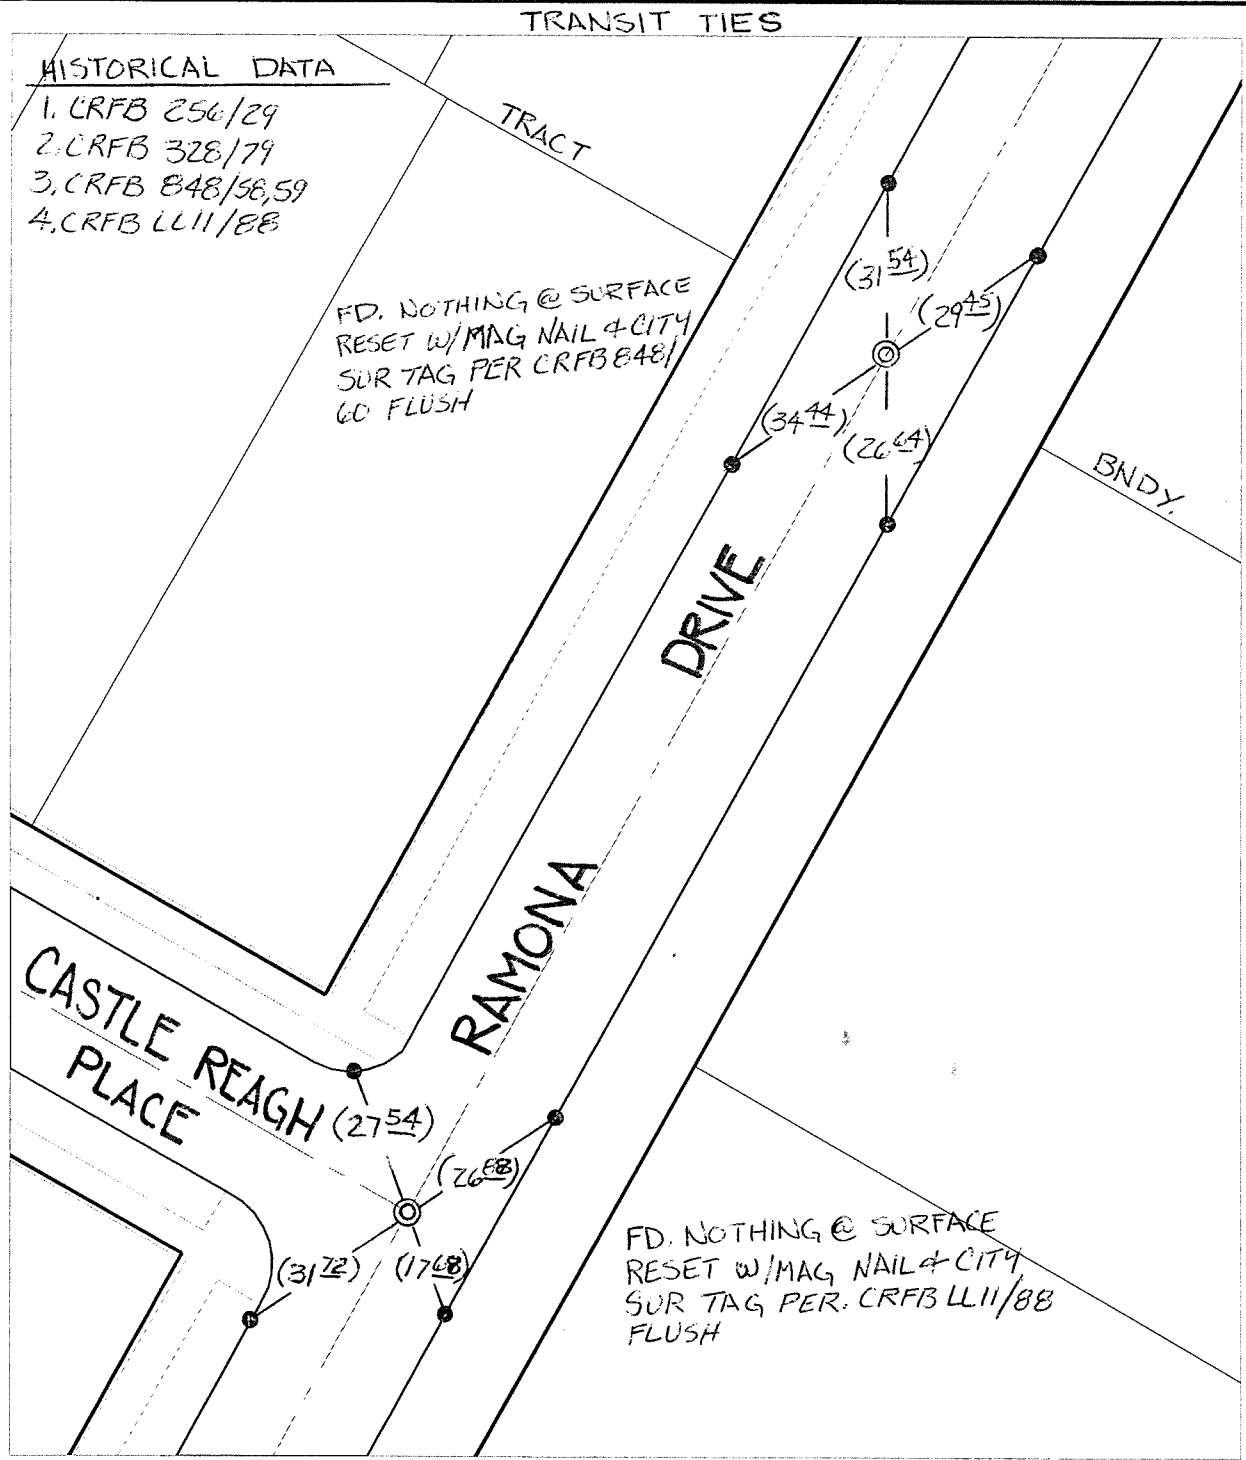 TRANSIT TIES
HISTORICAL DATA
1. CRFB 256/29
2. CRFB 328/79
3. CRFB 848/58,59
4. CRFB LL11/88
TRACT
FD. NOTHING @ SURFACE
RESET W/MAG NAIL & CITY
SUR TAG PER CRFB 848/
60 FLUSH
(31 54)
(29 45)
(34 44)
(26 64)
BNDY.
DRIVE
RAMONA
CASTLE REAGH
PLACE
(27 54)
(26 88)
(31 72)
(17 68)
FD. NOTHING @ SURFACE
RESET W/MAG NAIL & CITY
SUR TAG PER. CRFB LL11/88
FLUSH